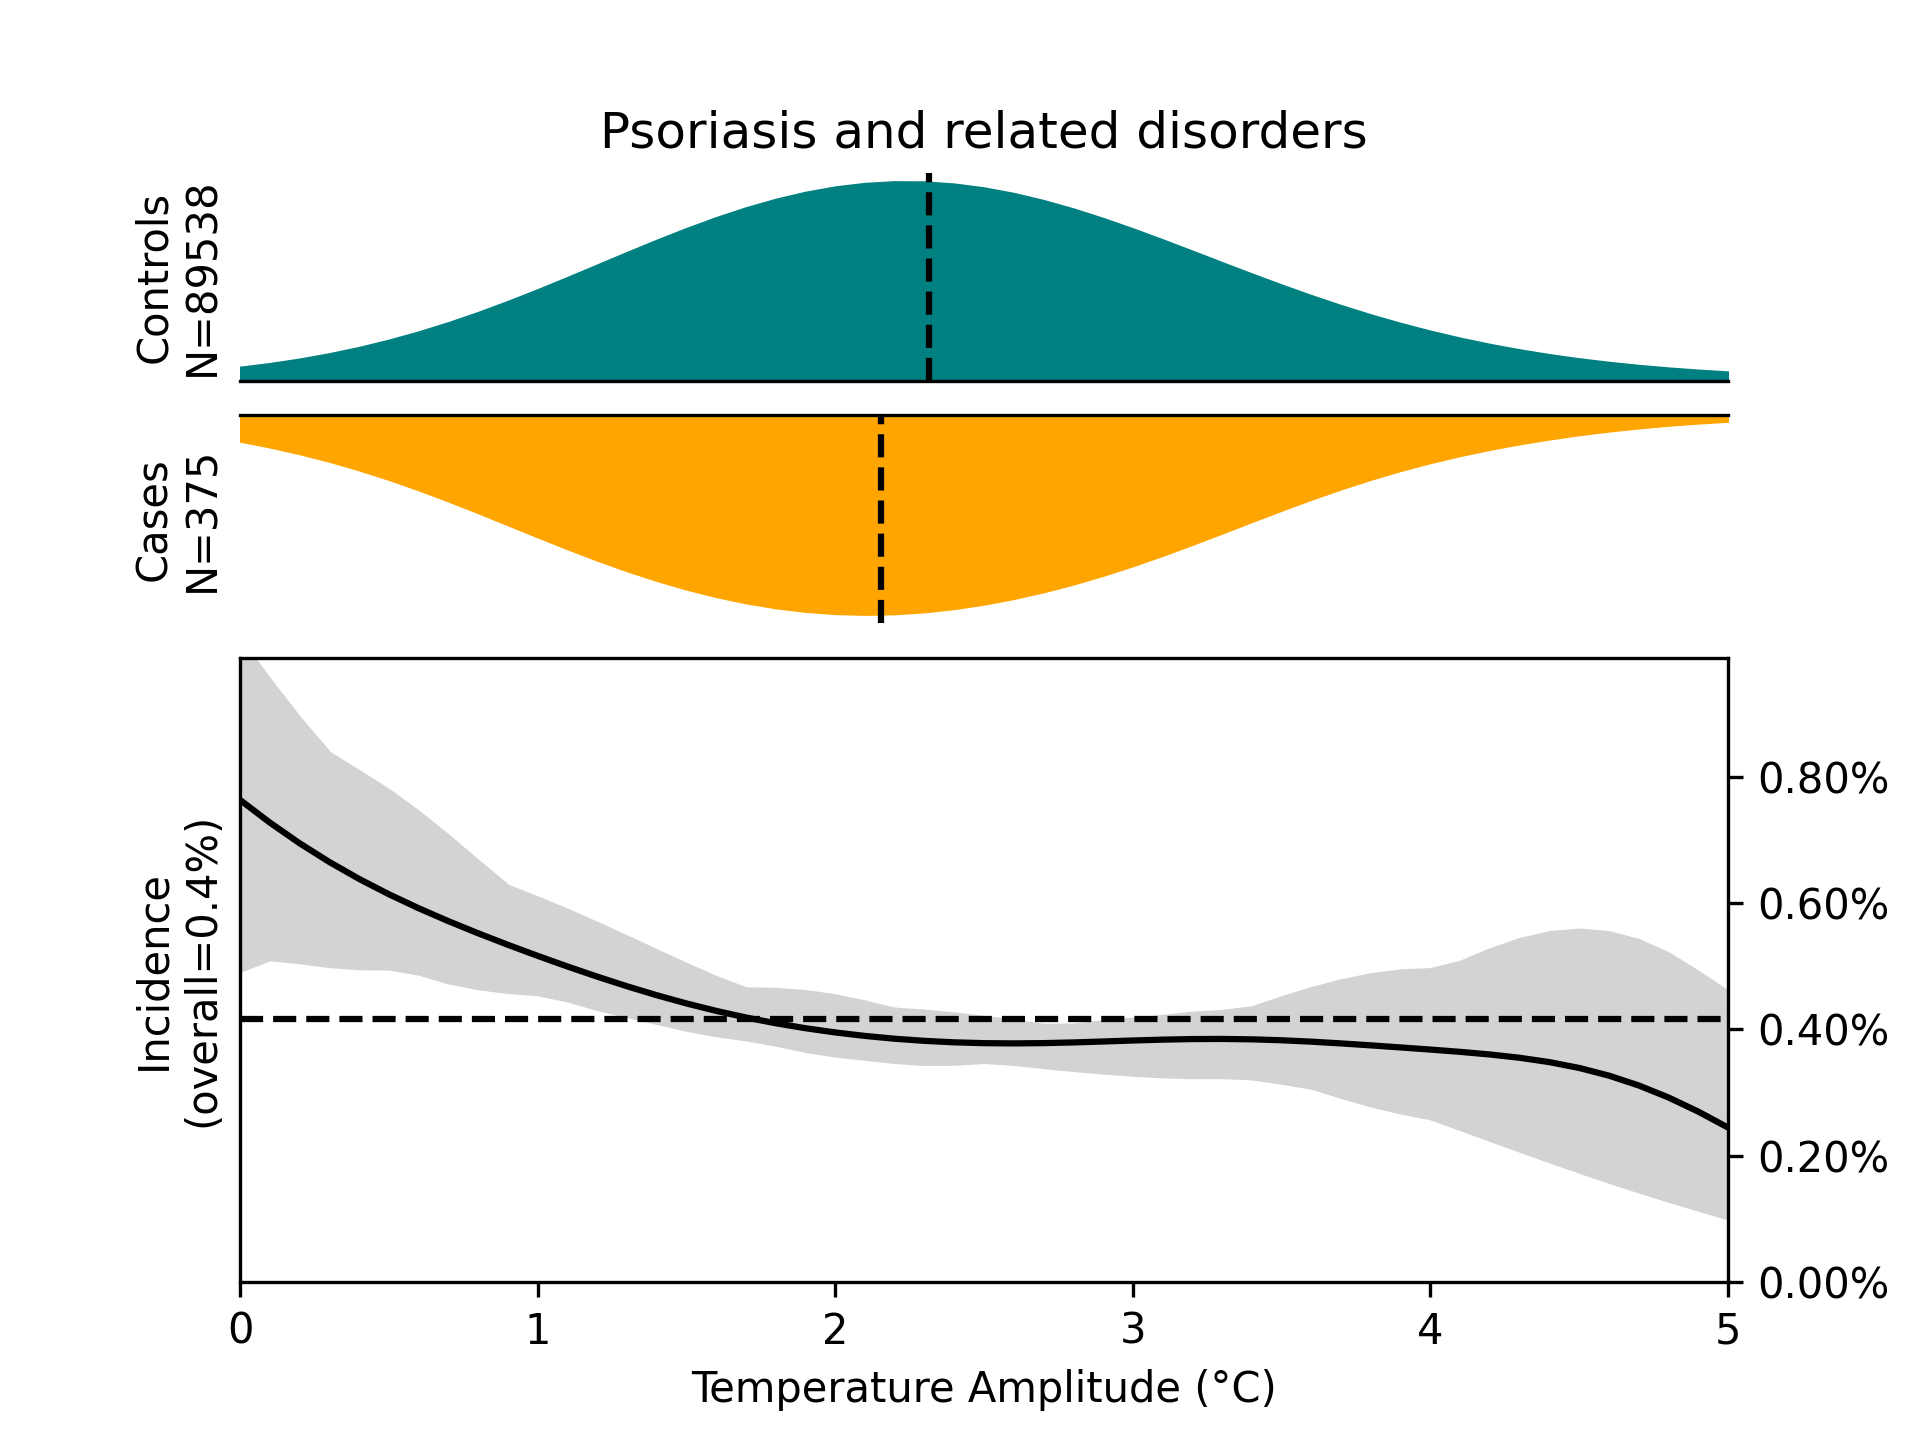 Psoriasis and related disorders
Controls
N=89538
Cases
N=375
Incidence
(overall=0.4%)
0.80%
0.60%
0.40%
0.20%
0.00%
0 1 2 3 4 5
Temperature Amplitude (°C)